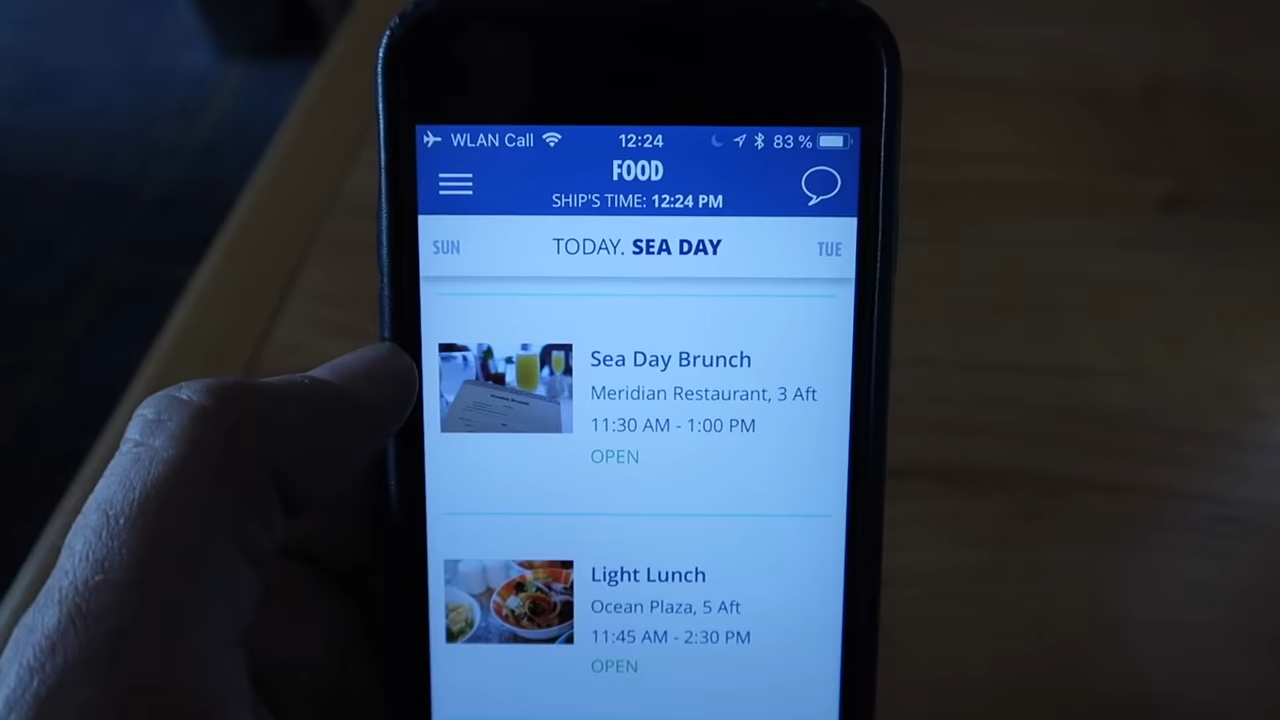 WLAN Call 12:24 83 %
FOOD
SHIP'S TIME: 12:24 PM
SUN TODAY. SEA DAY TUE
Sea Day Brunch
Meridian Restaurant, 3 Aft
11:30 AM - 1:00 PM
OPEN
Light Lunch
Ocean Plaza, 5 Aft
11:45 AM - 2:30 PM
OPEN